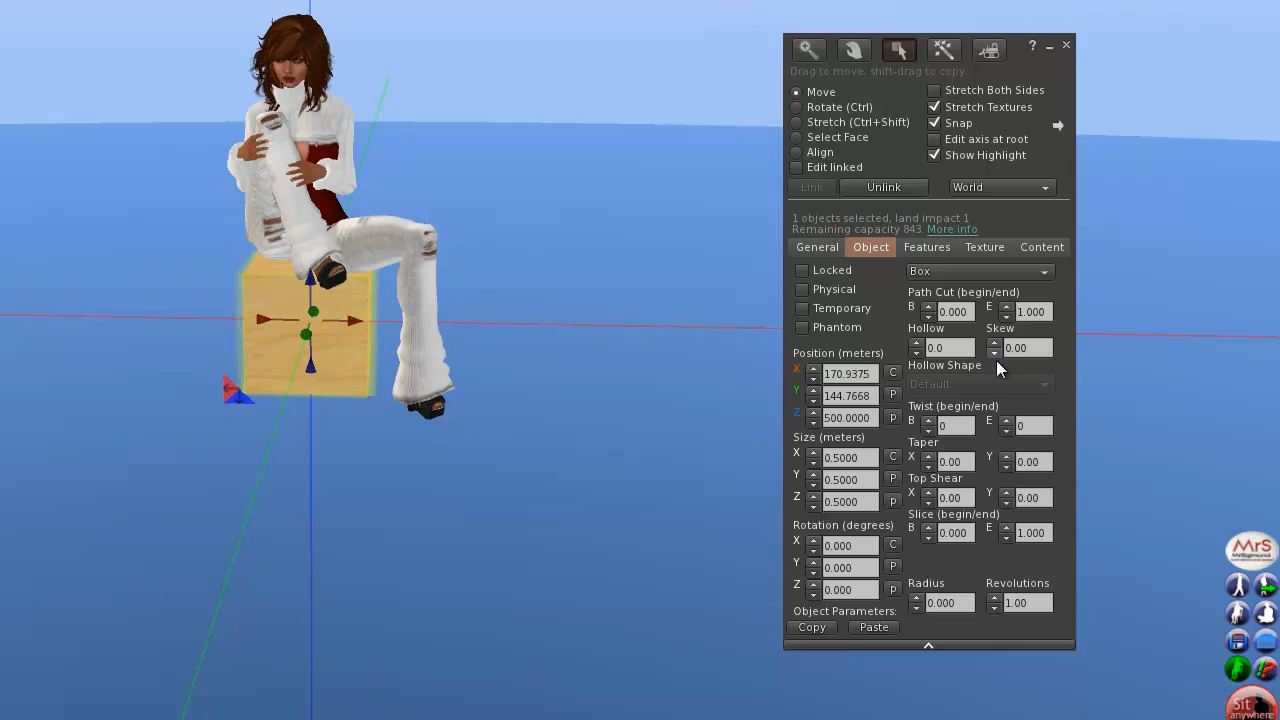 ?
Drag to move, shift-drag to copy
Move
Rotate (Ctrl)
Stretch (Ctrl+Shift)
Select Face
Align
Edit linked
Stretch Both Sides
Stretch Textures
Snap
Edit axis at root
Show Highlight
Link
Unlink
World
1 objects selected, land impact 1
Remaining capacity 843. More info
General Object Features Texture Content
Locked
Physical
Temporary
Phantom
Position (meters)
X 170.9375 C
Y 144.7668 P
Z 500.0000 p
Size (meters)
X 0.5000 C
Y 0.5000 P
Z 0.5000 p
Rotation (degrees)
X 0.000 C
Y 0.000 P
Z 0.000 p
Object Parameters:
Copy Paste
Box
Path Cut (begin/end)
B 0.000 E 1.000
Hollow Skew
0.0 0.00
Hollow Shape
Default
Twist (begin/end)
B 0 E 0
Taper
X 0.00 Y 0.00
Top Shear
X 0.00 Y 0.00
Slice (begin/end)
B 0.000 E 1.000
Radius Revolutions
0.000 1.00
MrS
Sit
anywhere